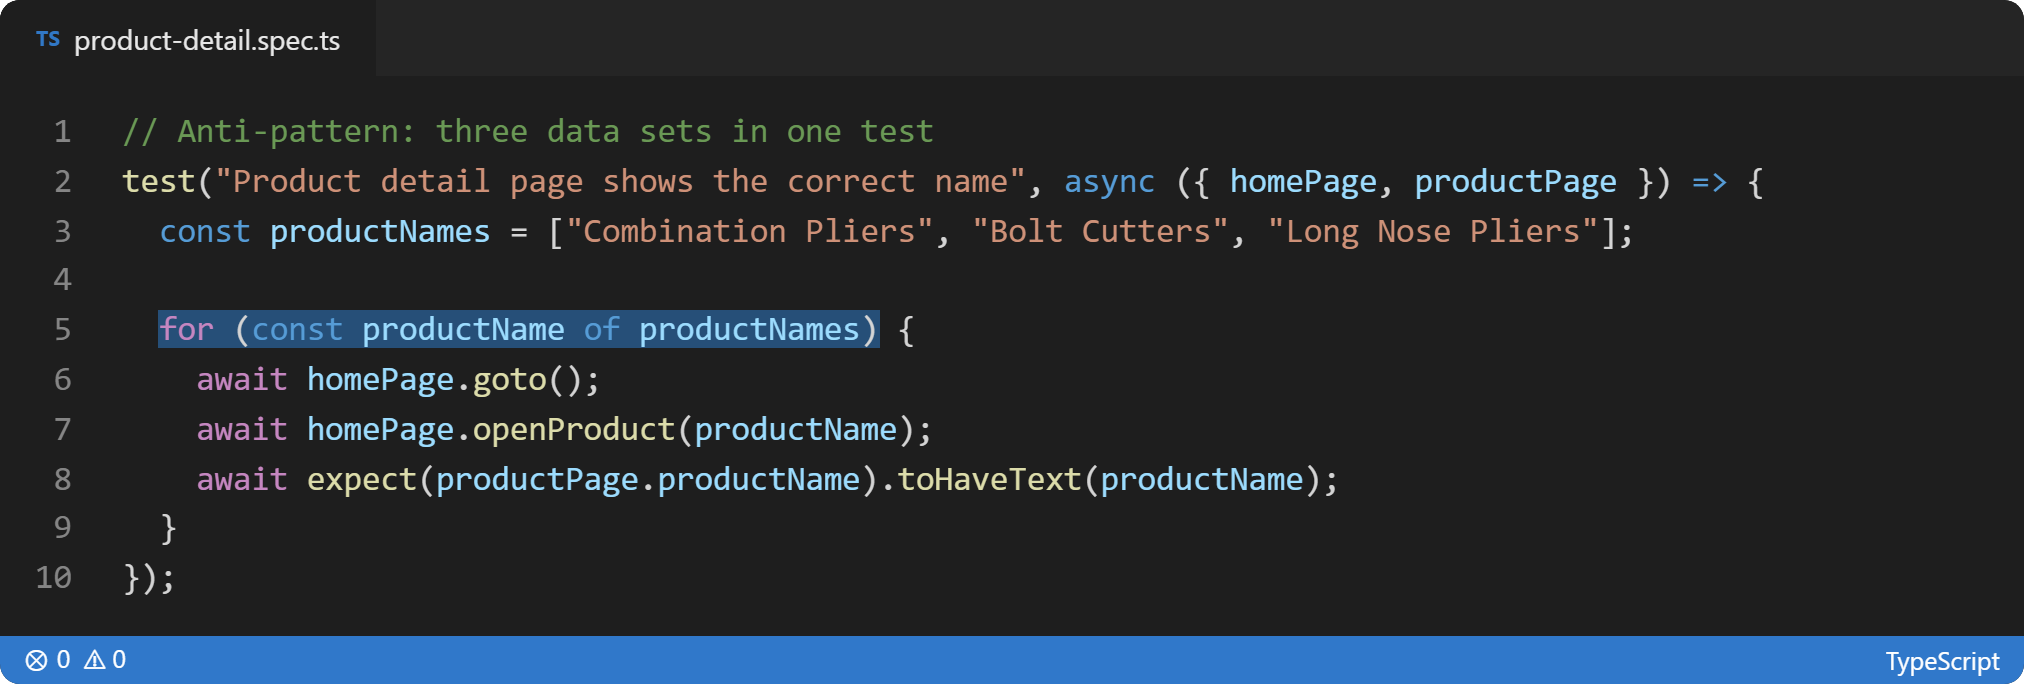 TS product-detail.spec.ts
1 // Anti-pattern: three data sets in one test
2 test("Product detail page shows the correct name", async ({ homePage, productPage }) => {
3   const productNames = ["Combination Pliers", "Bolt Cutters", "Long Nose Pliers"];
4
5   for (const productName of productNames) {
6     await homePage.goto();
7     await homePage.openProduct(productName);
8     await expect(productPage.productName).toHaveText(productName);
9   }
10 });
0 0 TypeScript